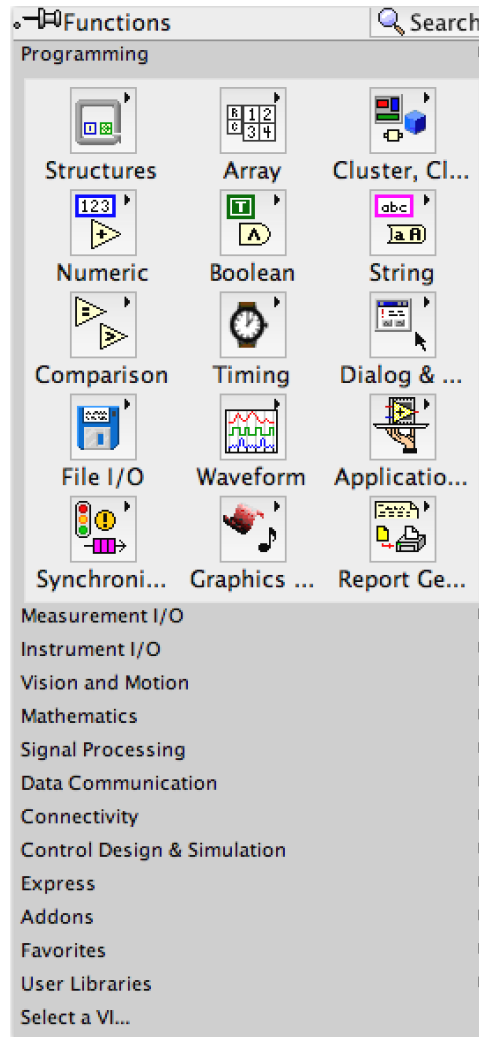 Functions Search
Programming
Structures Array Cluster, Cl...
123 T abc
Numeric Boolean String
Comparison Timing Dialog & ...
File I/O Waveform Applicatio...
Synchroni... Graphics ... Report Ge...
Measurement I/O
Instrument I/O
Vision and Motion
Mathematics
Signal Processing
Data Communication
Connectivity
Control Design & Simulation
Express
Addons
Favorites
User Libraries
Select a VI...